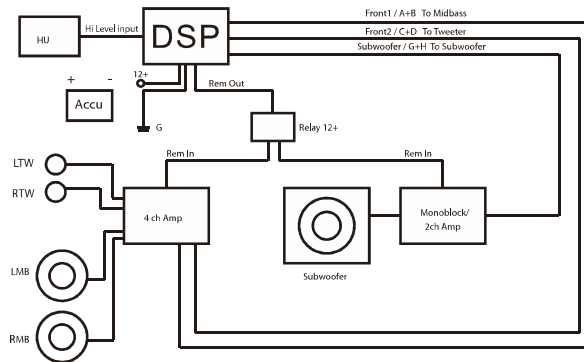 Front1 / A+B To Midbass
Hi Level input
DSP
HU
Front2 / C+D To Tweeter
Subwoofer / G+H To Subwoofer
+ -
12+
Rem Out
Accu
G
Relay 12+
LTW
Rem In
Rem In
RTW
4 ch Amp
Monoblock/
2ch Amp
LMB
Subwoofer
RMB